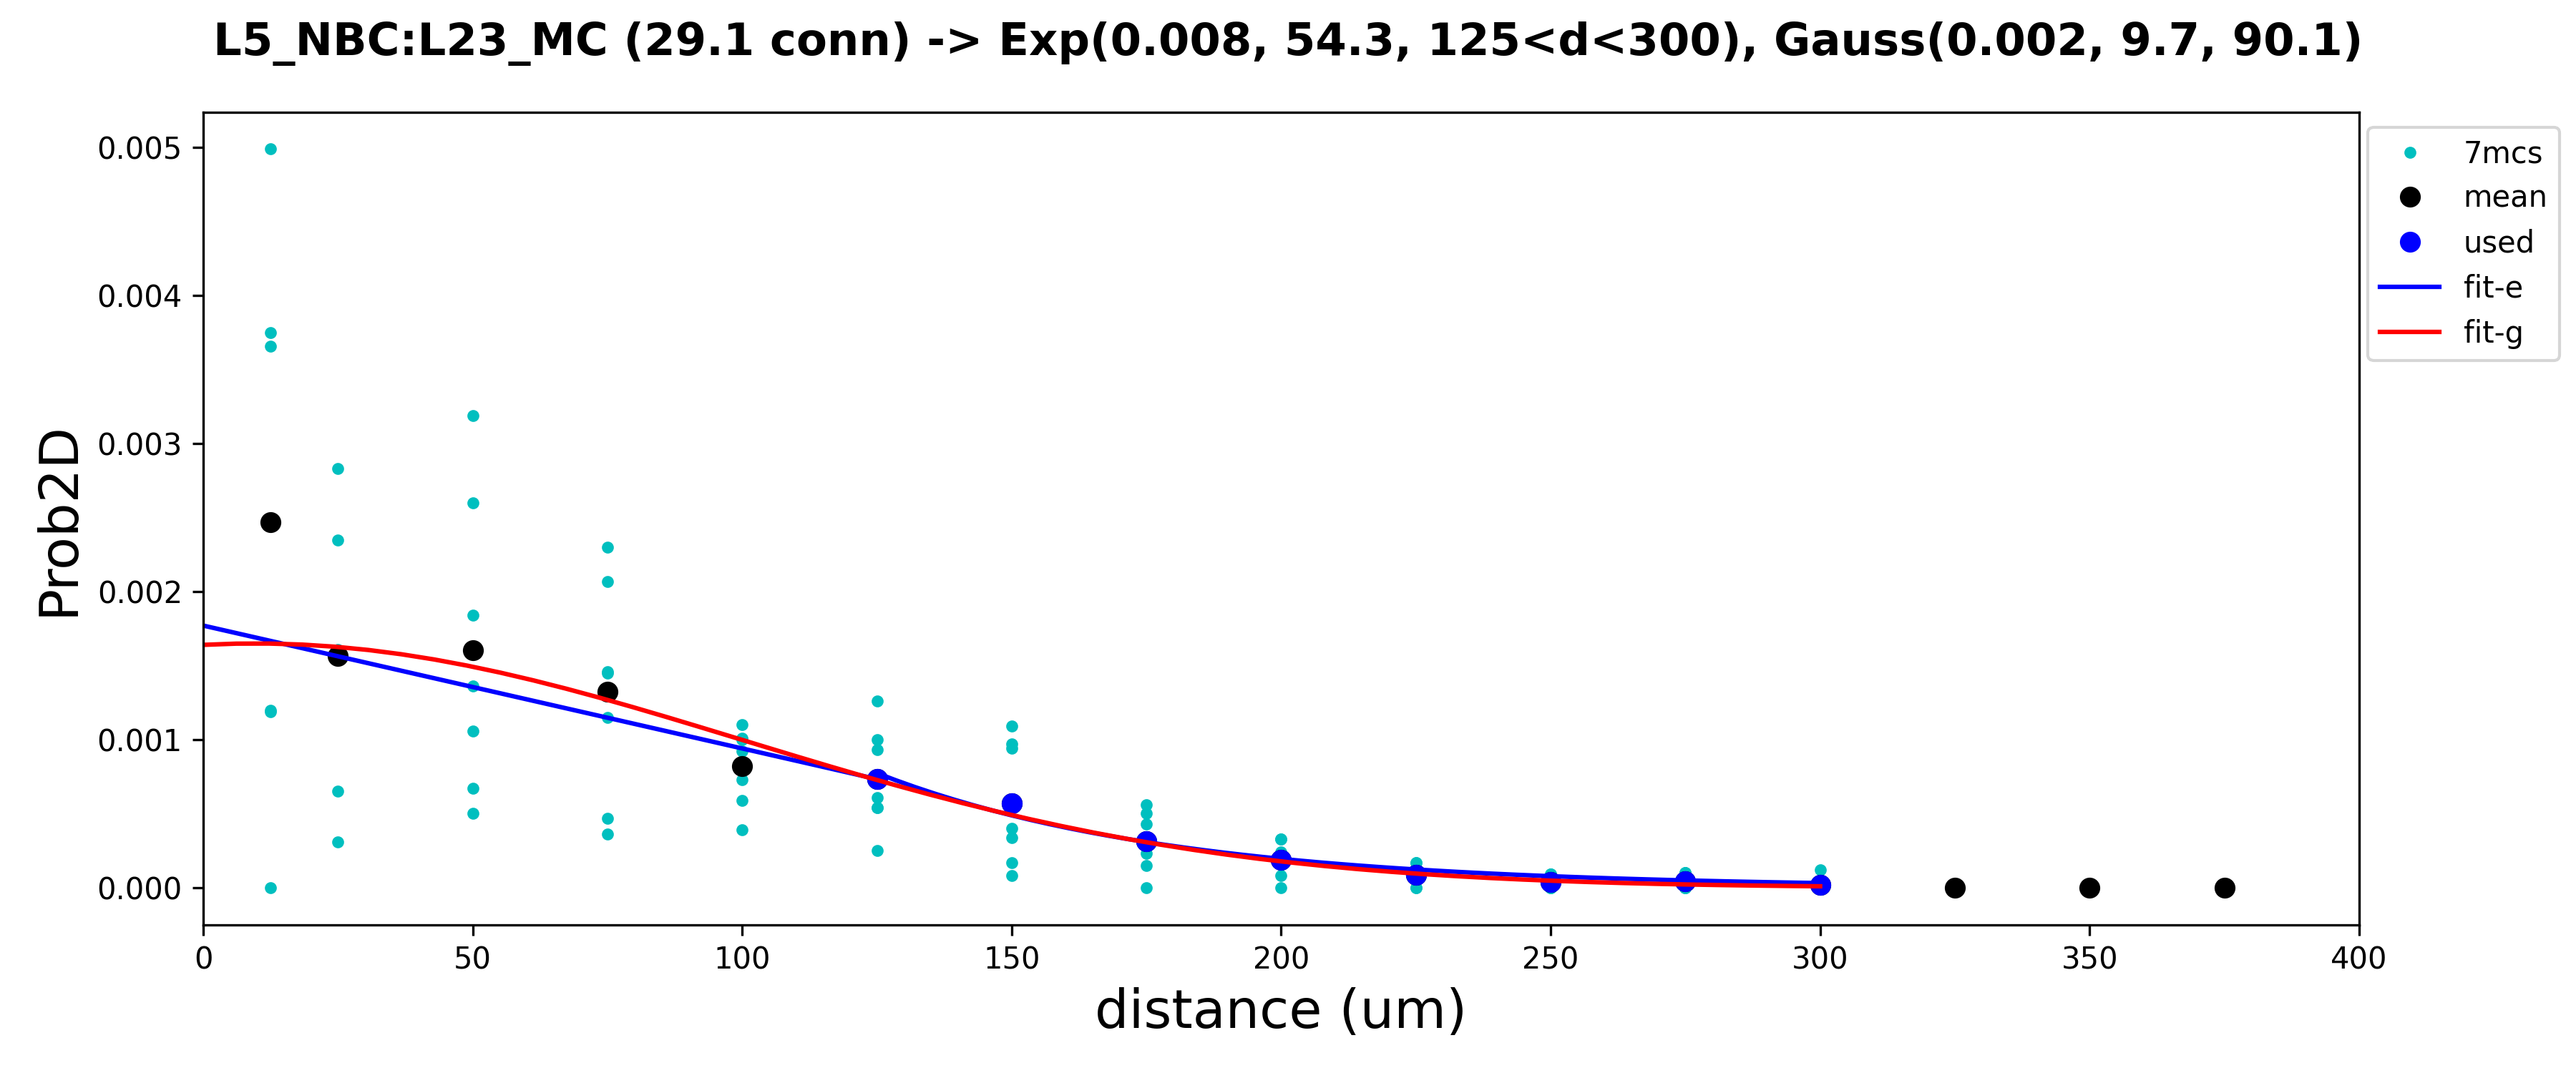 L5_NBC:L23_MC (29.1 conn) -> Exp(0.008, 54.3, 125<d<300), Gauss(0.002, 9.7, 90.1)
0.005
0.004
0.003
0.002
0.001
0.000
Prob2D
0 50 100 150 200 250 300 350 400
distance (um)
7mcs
mean
used
fit-e
fit-g